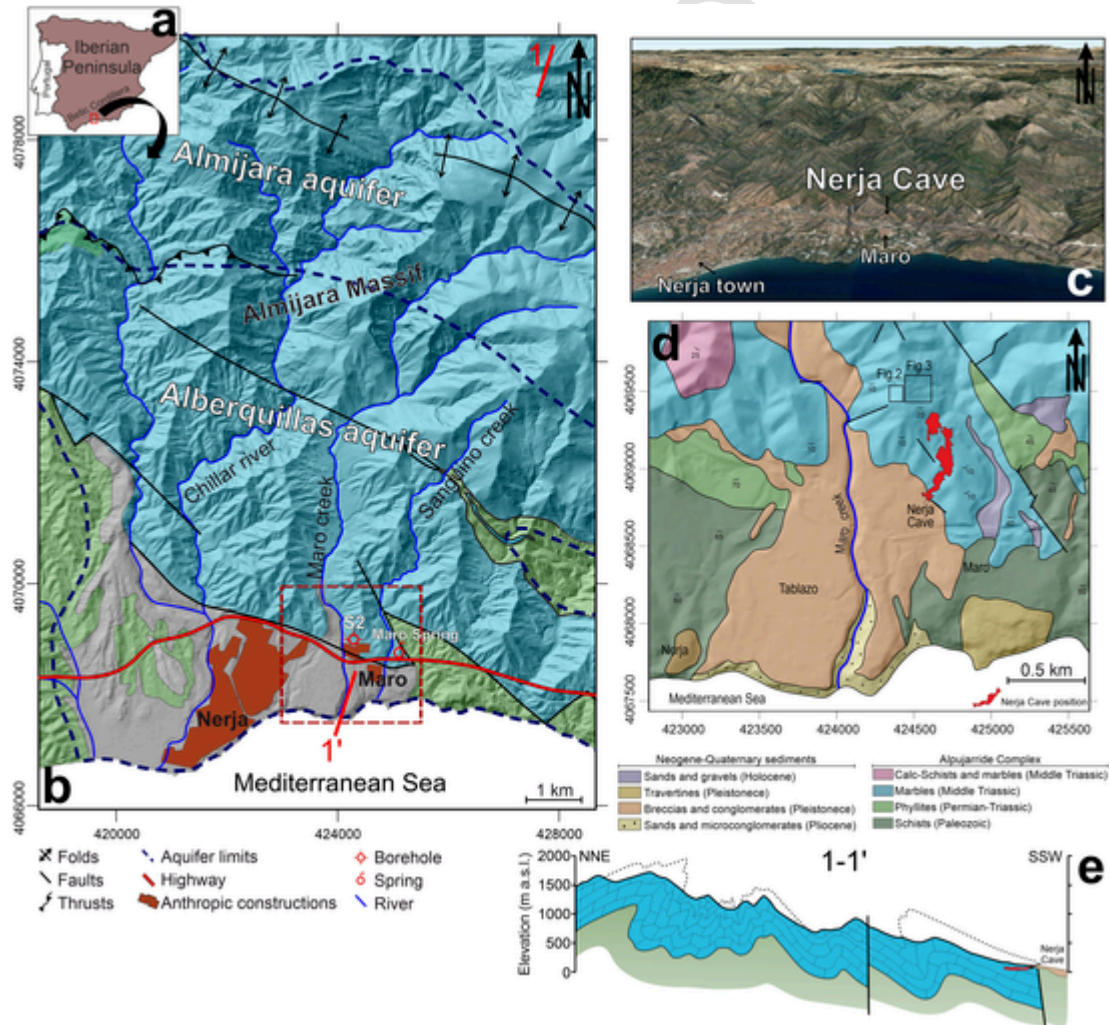 a
Iberian
Peninsula
Portugal
Betic Cordillera
1
N
Almijara aquifer
Almijara Massif
Alberquillas aquifer
Chillar river
Maro creek
Sanguino creek
S2
Maro Spring
Maro
Nerja
1'
Mediterranean Sea
b
1 km
4078000
4074000
4070000
4066000
420000
424000
428000
Folds
Faults
Thrusts
Aquifer limits
Highway
Anthropic constructions
Borehole
Spring
River
N
Nerja Cave
Maro
Nerja town
c
d
N
Fig 2
Fig.3
Nerja
Cave
Maro creek
Tablazo
Maro
Nerja
Mediterranean Sea
0.5 km
Nerja Cave position
4069500
4069000
4068500
4068000
4067500
423000
423500
424000
424500
425000
425500
Neogene-Quaternary sediments
Sands and gravels (Holocene)
Travertines (Pleistonece)
Breccias and conglomerates (Pleistonece)
Sands and microconglomerates (Pliocene)
Alpujarride Complex
Calc-Schists and marbles (Middle Triassic)
Marbles (Middle Triassic)
Phyllites (Permian-Triassic)
Schists (Paleozoic)
NNE
1-1'
SSW
e
Elevation (m a.s.l.)
2000
1500
1000
500
0
Nerja
Cave